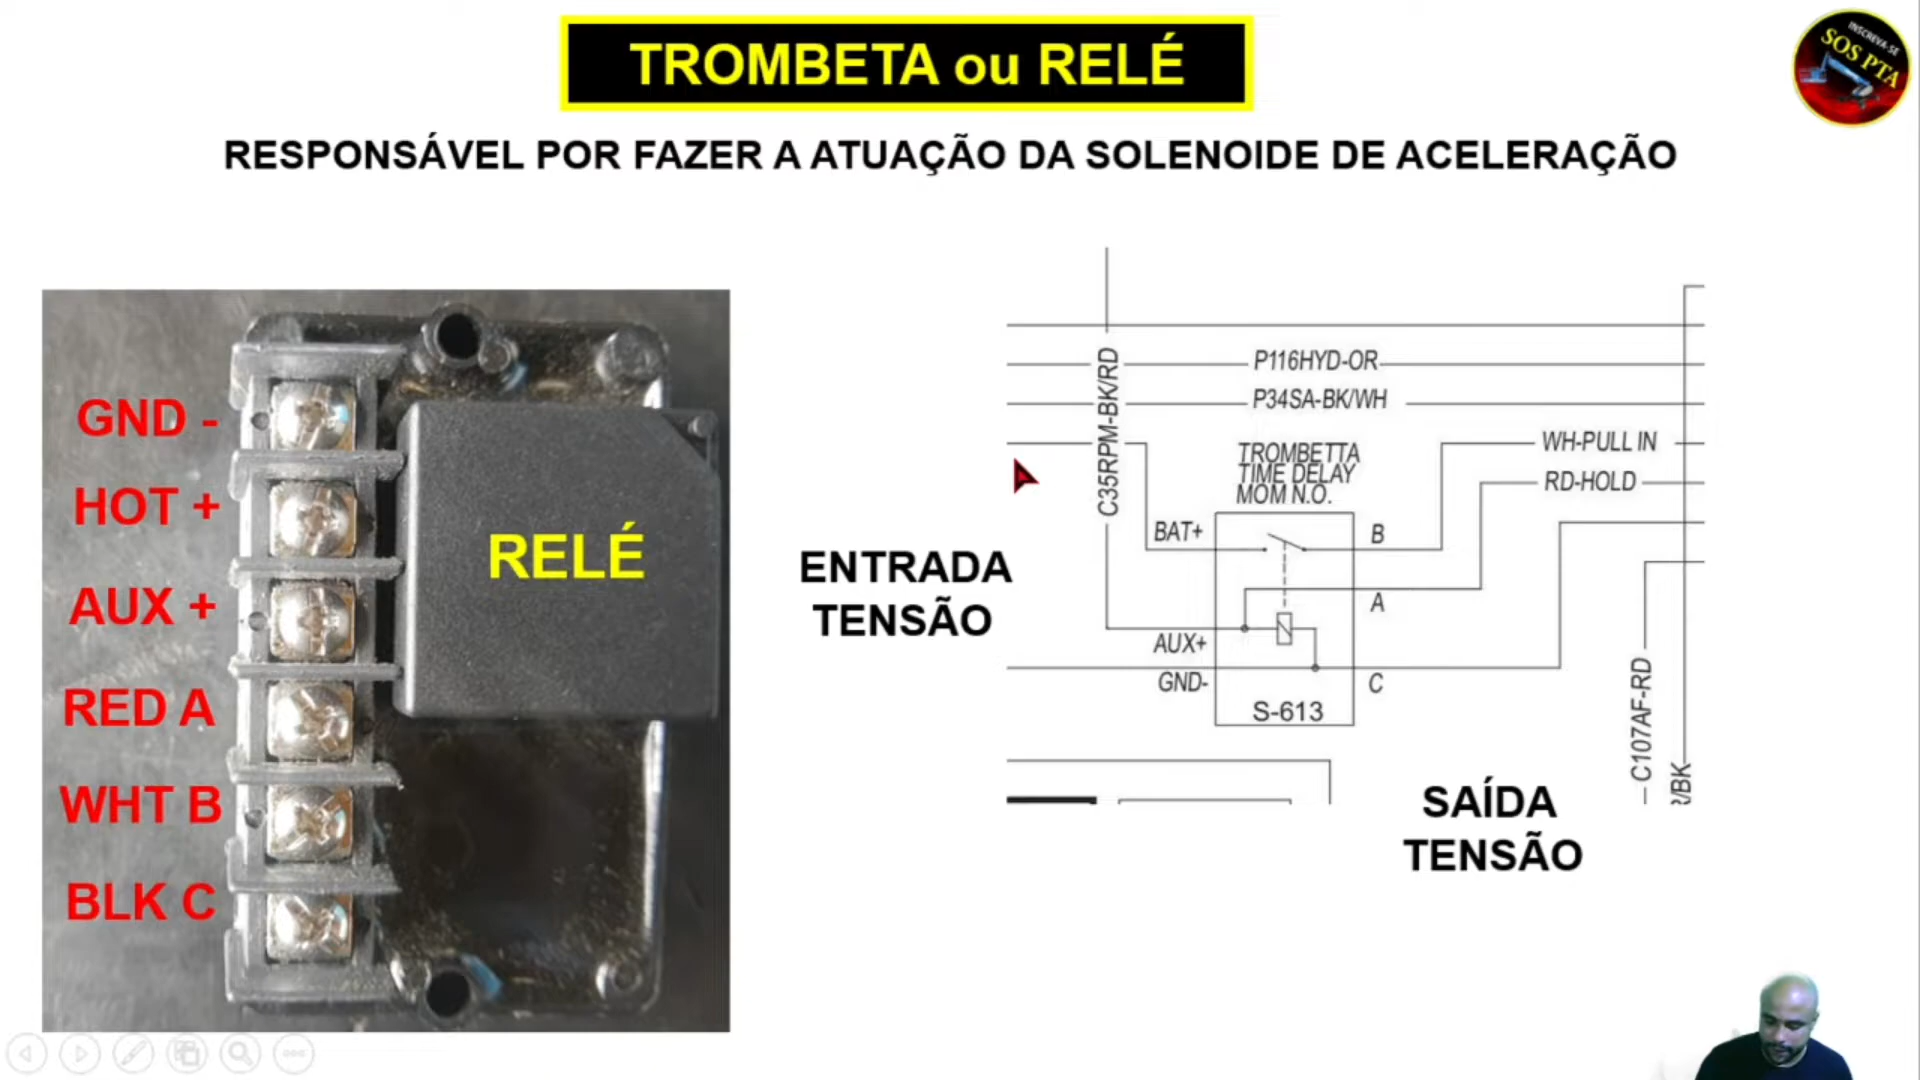 TROMBETA ou RELÉ
INSCREVA-SE
SOS PTA
RESPONSÁVEL POR FAZER A ATUAÇÃO DA SOLENOIDE DE ACELERAÇÃO
GND -
HOT +
AUX +
RED A
WHT B
BLK C
RELÉ
ENTRADA
TENSÃO
C35RPM-BK/RD
P116HYD-OR
P34SA-BK/WH
TROMBETTA
TIME DELAY
MOM N.O.
WH-PULL IN
RD-HOLD
BAT+
B
A
AUX+
GND-
C
S-613
C107AF-RD
SAÍDA
TENSÃO